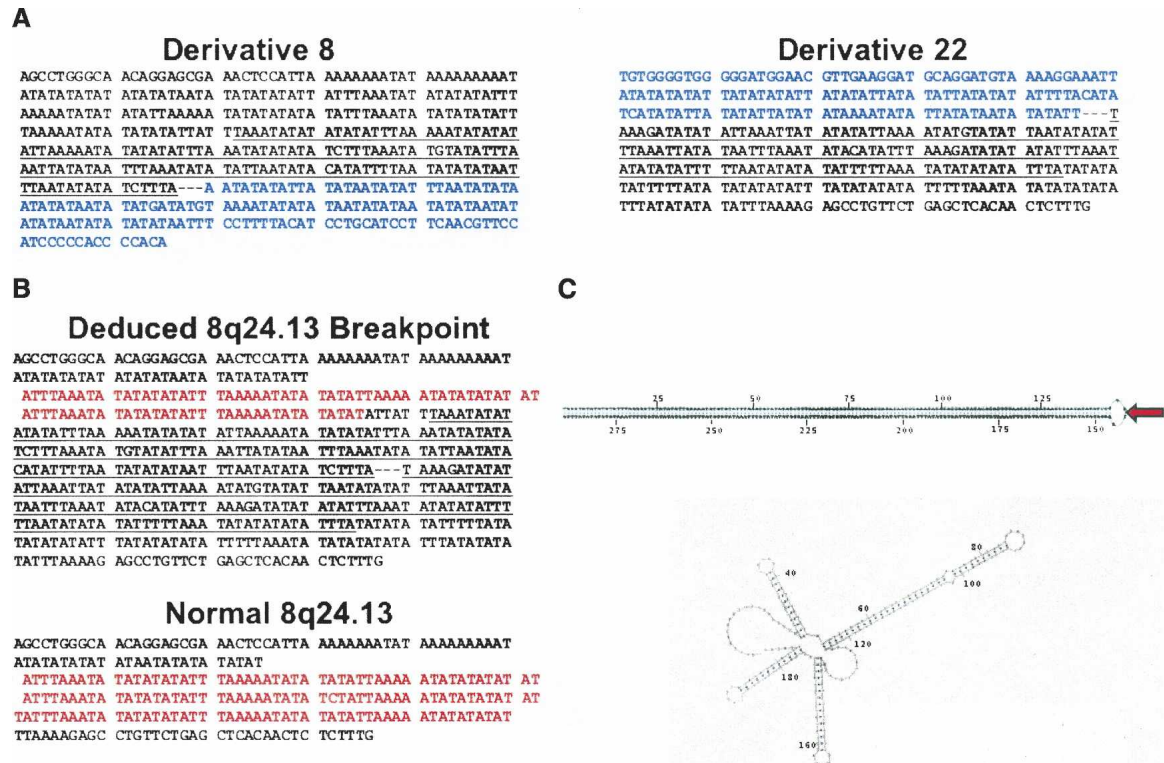 A
Derivative 8
AGCCTGGGCA ACAGGAGCGA AACTCCATTA AAAAAAATAT AAAAAAAAAT
ATATATATAT ATATATAATA TATATATATT ATTTAAATAT ATATATATTT
AAAAATATAT ATATTAAAAA TATATATATA TATTTAAATA TATATATATT
TAAAAATATA TATATATTAT TTAAATATAT ATATATTTAA AAATATATAT
ATTAAAAATA TATATATTTA AATATATATA TCTTTAAATA TGTATATTTA
AATTATATAA TTTAAATATA TATTAATATA CATATTTTAA TATATATAAT
TTAATATATA TCTTTA---A ATATATATTA TATAATATAT TTAATATATA
ATATATAATA TATGATATGT AAAATATATA TAATATATAA TATATAATAT
ATATAATATA TATATAATTT CCTTTTACAT CCTGCATCCT TCAACGTTCC
ATCCCCCACC CCACA
Derivative 22
TGTGGGGTGG GGGATGGAAC GTTGAAGGAT GCAGGATGTA AAAGGAAATT
ATATATATAT TATATATATT ATATATTATA TATTATATAT ATTTTACATA
TCATATATTA TATATTATAT ATAAAATATA​TT ATATATAATA TATATT---T
AAAGATATAT ATTAAATTAT ATATATTAAA ATATGTATAT TAATATATAT
TTAAATTATA TAATTTAAAT ATACATATTT AAAGATATAT ATATTTAAAT
ATATATATTT TTAATATATA TATTTTTAAA TATATATATA TTTATATATA
TATTTTTATA TATATATATT TATATATATA TTTTTAAATA TATATATATA
TTTATATATA TATTTAAAAG AGCCTGTTCT GAGCTCACAA CTCTTTG
B
Deduced 8q24.13 Breakpoint
AGCCTGGGCA ACAGGAGCGA AACTCCATTA AAAAAAATAT AAAAAAAAAT
ATATATATAT ATATATAATA TATATATATT
ATTTAAATA TATATATATT TAAAAATATA TATATTAAAA ATATATATAT AT
ATTTAAATA TATATATATT TAAAAATATA TATATATTAT TTAAATATAT
ATATATTTAA AAATATATAT ATTAAAAATA TATATATTTA AATATATATA
TCTTTAAATA TGTATATTTA AATTATATAA TTTAAATATA TATTAATATA
CATATTTTAA TATATATAAT TTAATATATA TCTTTA---T AAAGATATAT
ATTAAATTAT ATATATTAAA ATATGTATAT TAATATATAT TTAAATTATA
TAATTTAAAT ATACATATTT AAAGATATAT ATATTTAAAT ATATATATTT
TTAATATATA TATTTTTAAA TATATATATA TTTATATATA TATTTTTATA
TATATATATT TATATATATA TTTTTAAATA TATATATATA TTTATATATA
TATTTAAAAG AGCCTGTTCT GAGCTCACAA CTCTTTG
Normal 8q24.13
AGCCTGGGCA ACAGGAGCGA AACTCCATTA AAAAAAATAT AAAAAAAAAT
ATATATATAT ATAATATATA TATAT
ATTTAAATA TATATATATT TAAAAATATA TATATTAAAA ATATATATAT AT
ATTTAAATA TATATATATT TAAAAATATA TCTATTAAAA ATATATATAT AT
TATTTAAATA TATATATATT TAAAAATATA TATATTAAAA ATATATATAT
TTAAAAGAGC CTGTTCTGAG CTCACAACTC TCTTTG
C
25 50 75 100 125
275 250 225 200 175 150
80
40
100
60
120
180
160